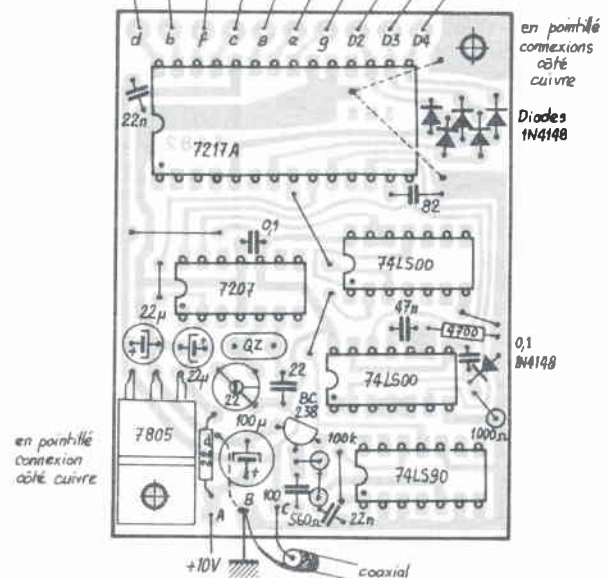 d b f c a e g D2 D3 D4
en pointillé
connexions
côté
cuivre
22n
7217A
Diodes
1N4148
82
0,1
7207
74LS00
22µ
22µ
QZ
22
22
47n
4700
0,1
1N4148
74LS00
7805
en pointillé
connexion
côté cuivre
100µ
BC
238
100k
1000Ω
74LS90
100
560Ω
22n
A
B
C
+10V
coaxial